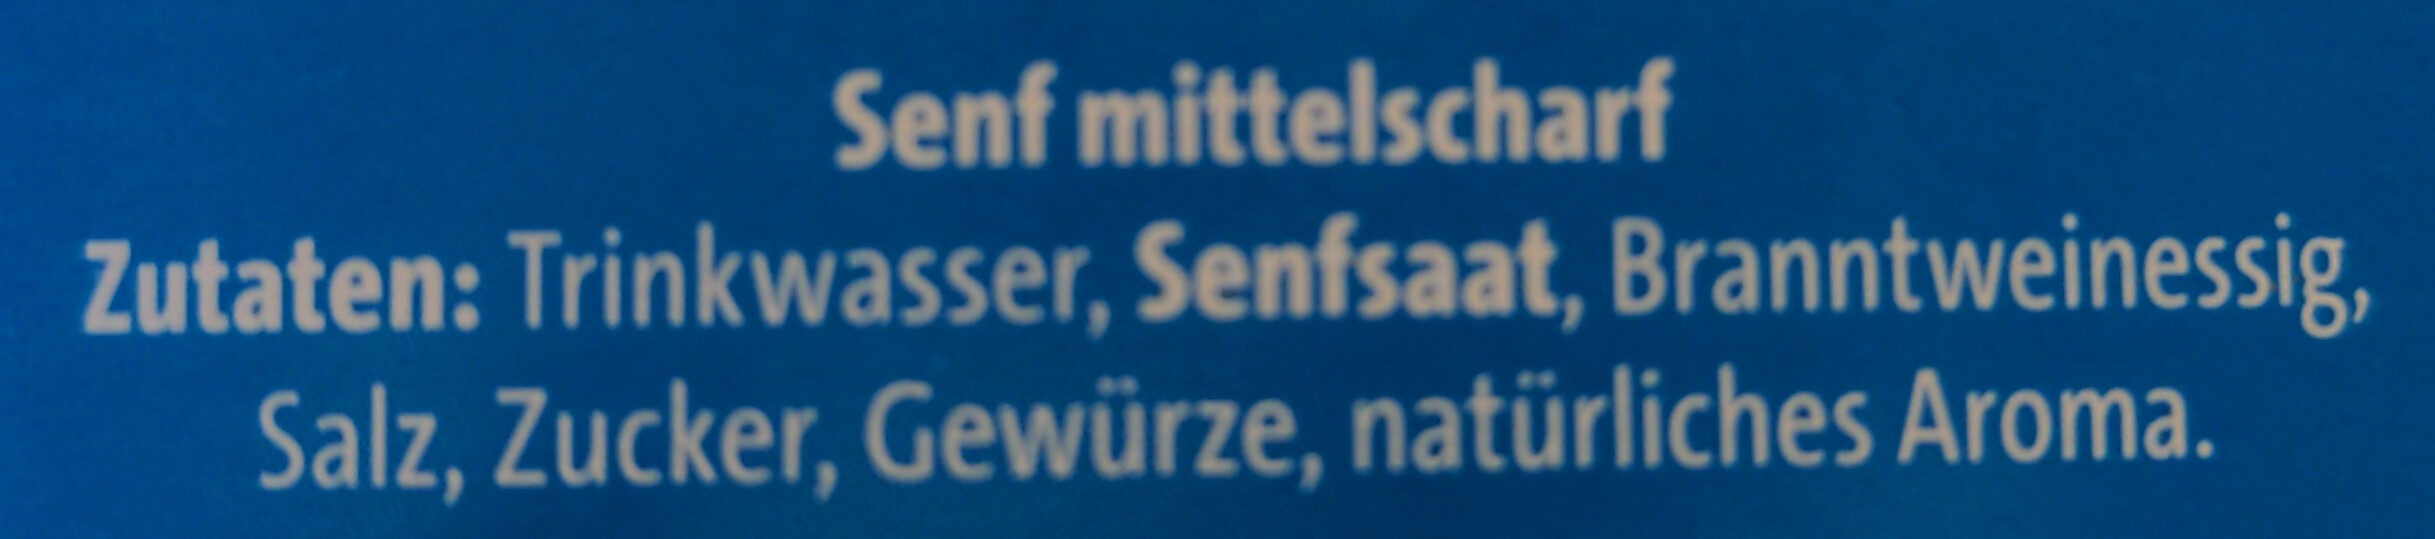 Senf mittelscharf
Zutaten: Trinkwasser, Senfsaat, Branntweinessig,
Salz, Zucker, Gewürze, natürliches Aroma.